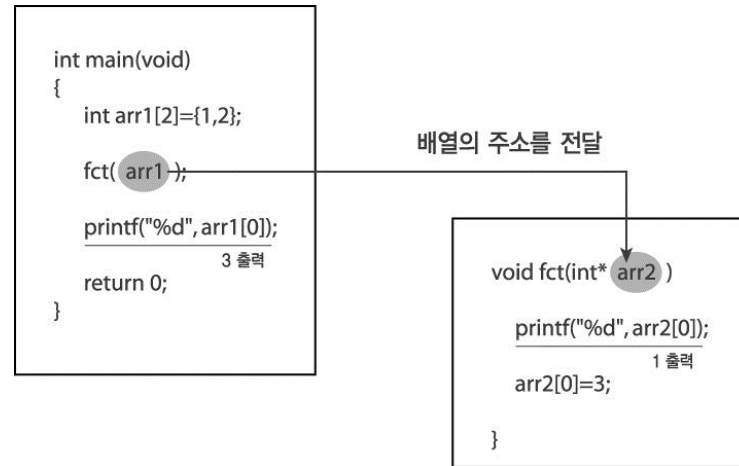 int main(void)
{
int arr1[2]={1,2};
배열의 주소를 전달
fct( arr1 );
printf("%d",arr1[0]);
3 출력
return 0;
}
void fct(int* arr2 )
printf("%d",arr2[0]);
1 출력
arr2[0]=3;
}